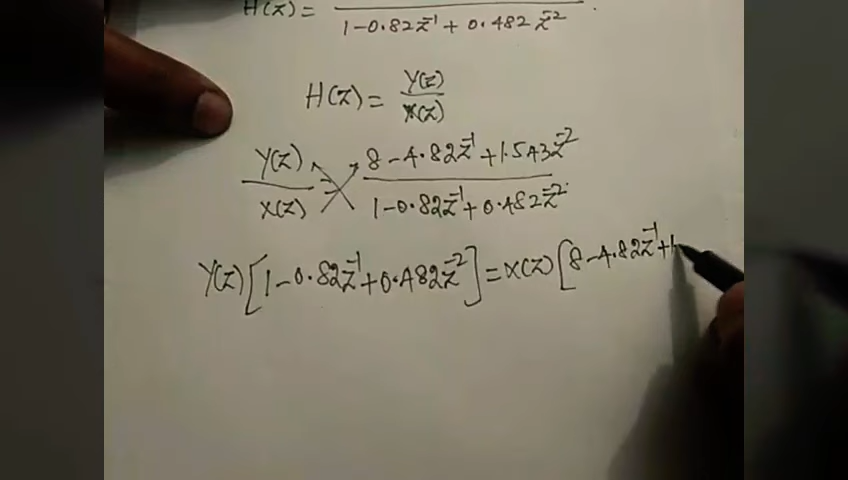 H(z) =
1 - 0.82z⁻¹ + 0.482z⁻² .
H(z) = Y(z)/X(z)
Y(z)/X(z) = 8 - 4.82z⁻¹ + 1.543z⁻² / 1 - 0.82z⁻¹ + 0.482z⁻²
Y(z)[1 - 0.82z⁻¹ + 0.482z⁻²] = X(z)[8 - 4.82z⁻¹ + 1